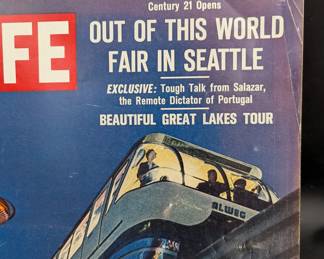 Century 21 Opens
OUT OF THIS WORLD
FAIR IN SEATTLE
FE
EXCLUSIVE: Tough Talk from Salazar,
the Remote Dictator of Portugal
BEAUTIFUL GREAT LAKES TOUR
ALWEG